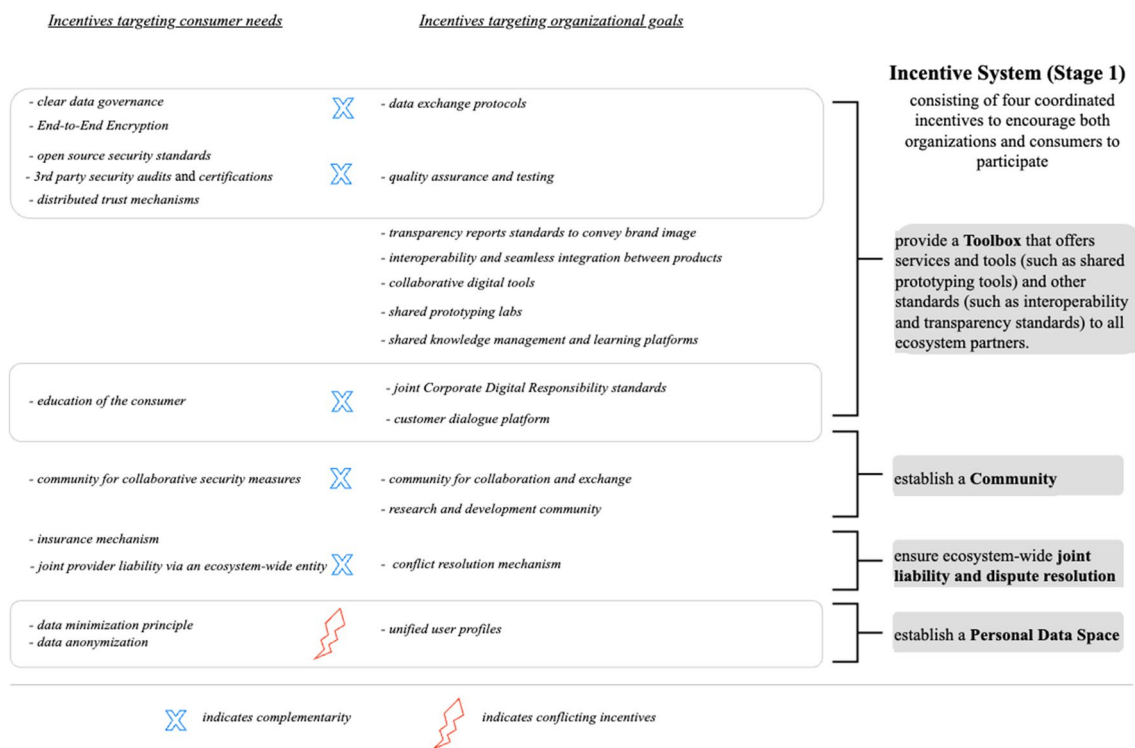 Incentives targeting consumer needs
Incentives targeting organizational goals
Incentive System (Stage 1)
consisting of four coordinated
incentives to encourage both
organizations and consumers to
participate
- clear data governance
- End-to-End Encryption
- data exchange protocols
- open source security standards
- 3rd party security audits and certifications
- distributed trust mechanisms
- quality assurance and testing
- transparency reports standards to convey brand image
- interoperability and seamless integration between products
- collaborative digital tools
- shared prototyping labs
- shared knowledge management and learning platforms
provide a Toolbox that offers
services and tools (such as shared
prototyping tools) and other
standards (such as interoperability
and transparency standards) to all
ecosystem partners.
- education of the consumer
- joint Corporate Digital Responsibility standards
- customer dialogue platform
- community for collaborative security measures
- community for collaboration and exchange
- research and development community
establish a Community
- insurance mechanism
- joint provider liability via an ecosystem-wide entity
- conflict resolution mechanism
ensure ecosystem-wide joint
liability and dispute resolution
- data minimization principle
- data anonymization
- unified user profiles
establish a Personal Data Space
indicates complementarity
indicates conflicting incentives